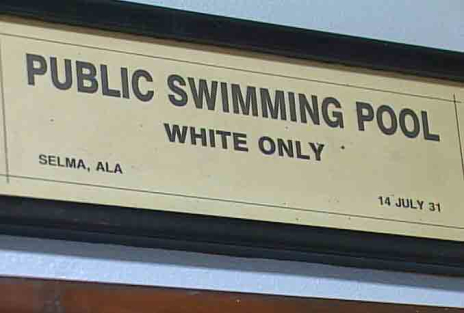 PUBLIC SWIMMING POOL
WHITE ONLY
SELMA, ALA
14 JULY 31